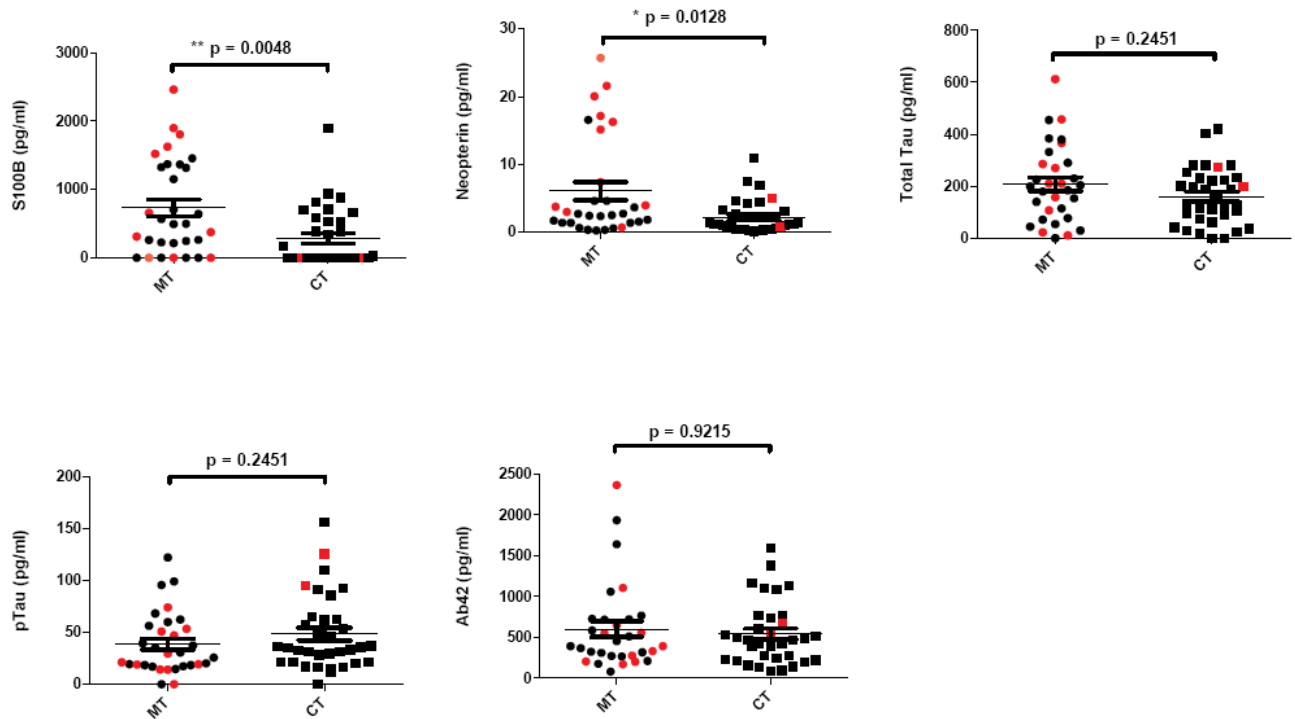 ** p = 0.0048
S100B (pg/ml)
3000
2000
1000
0
MT
CT
* p = 0.0128
Neopterin (pg/ml)
30
20
10
0
MT
CT
p = 0.2451
Total Tau (pg/ml)
800
600
400
200
0
MT
CT
p = 0.2451
pTau (pg/ml)
200
150
100
50
0
MT
CT
p = 0.9215
Ab42 (pg/ml)
2500
2000
1500
1000
500
0
MT
CT